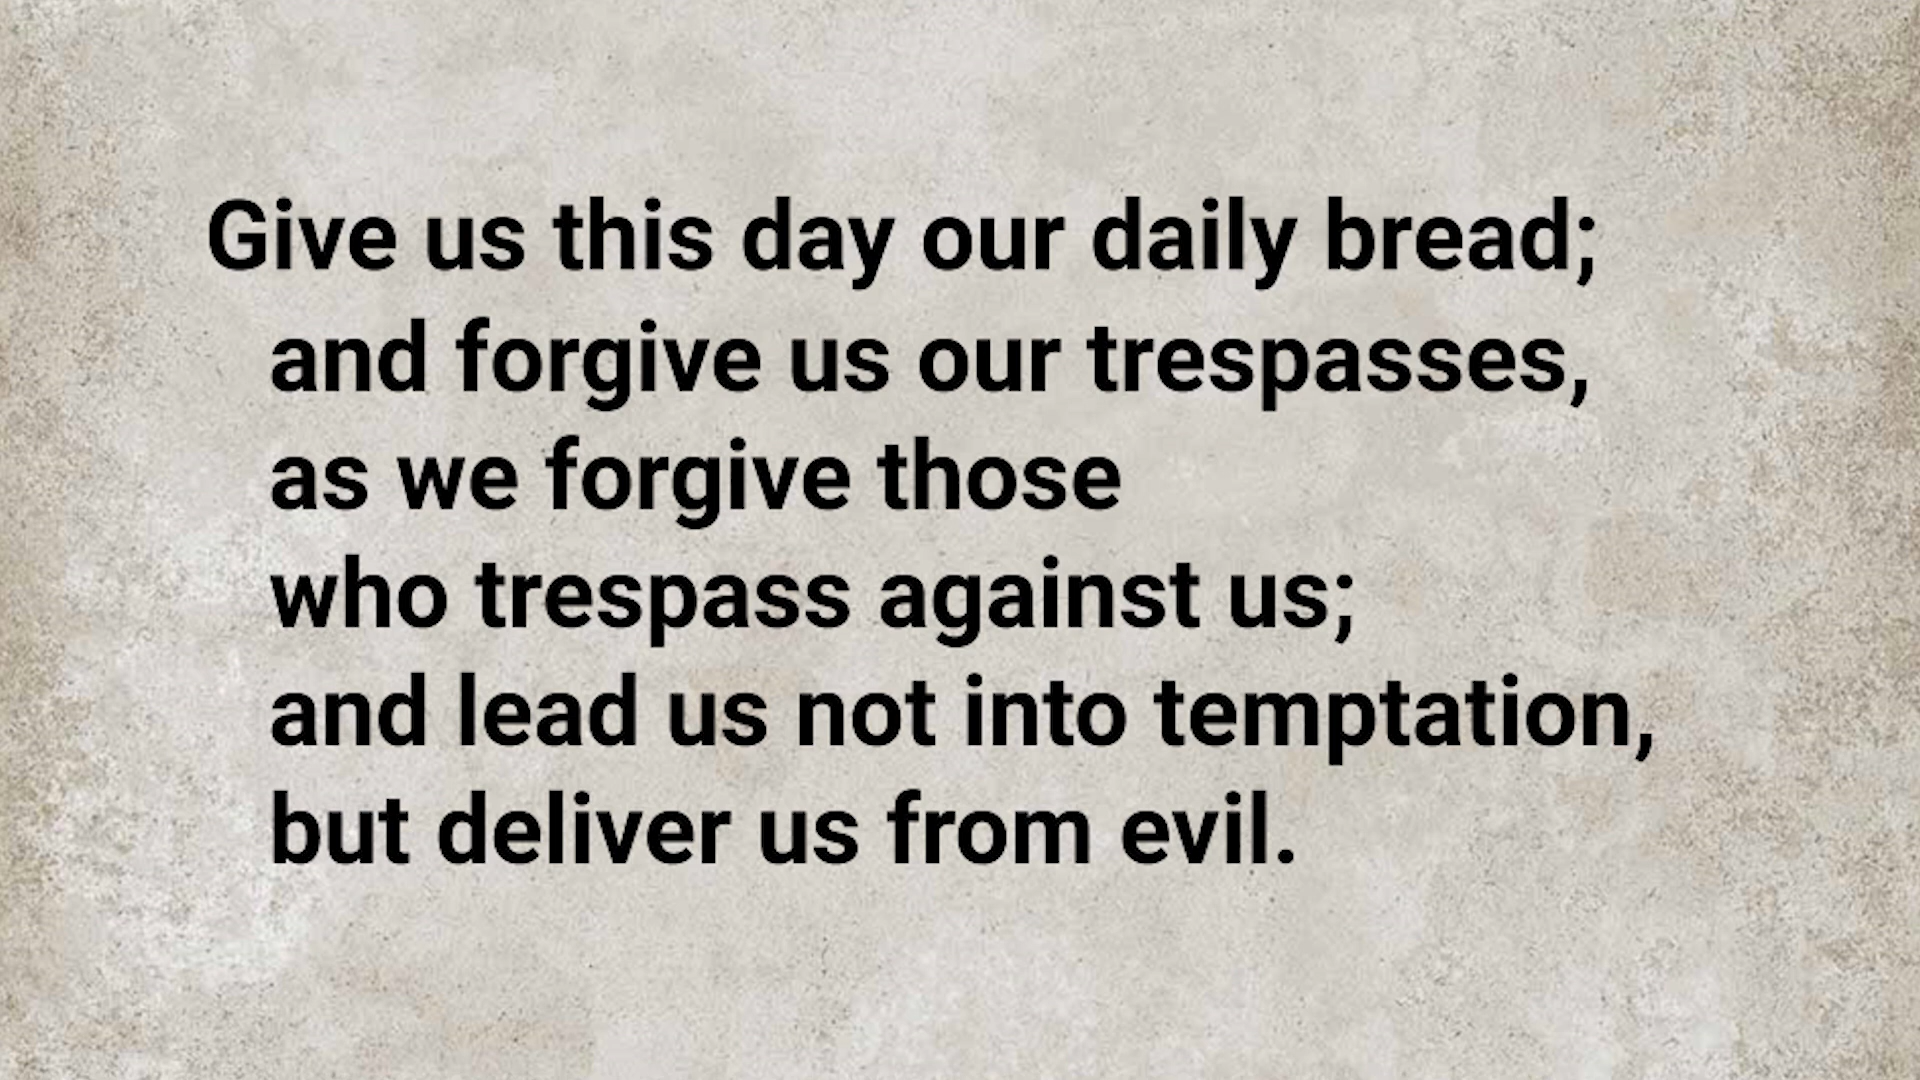 Give us this day our daily bread;
and forgive us our trespasses,
as we forgive those
who trespass against us;
and lead us not into temptation,
but deliver us from evil.